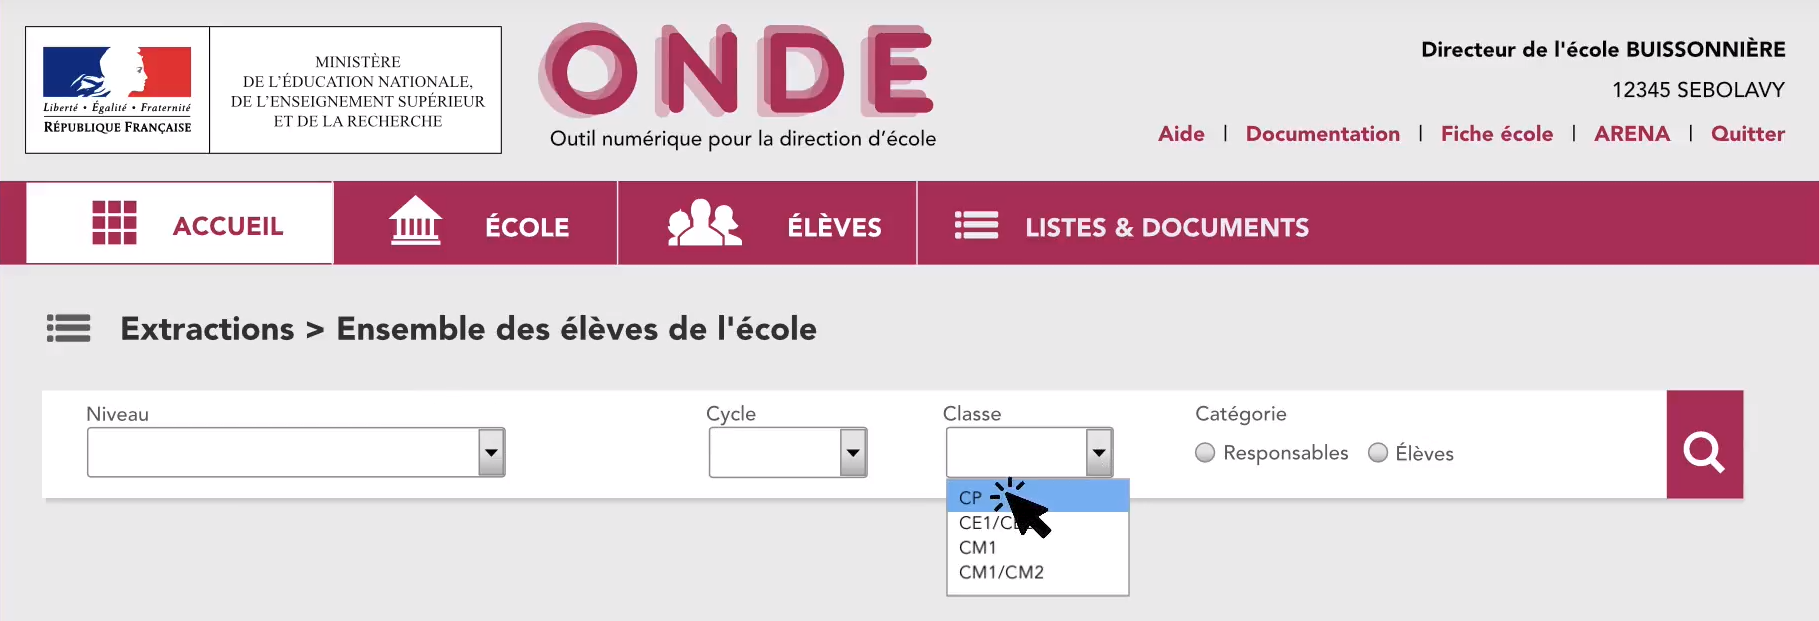 Liberté • Égalité • Fraternité
RÉPUBLIQUE FRANÇAISE
MINISTÈRE
DE L'ÉDUCATION NATIONALE,
DE L'ENSEIGNEMENT SUPÉRIEUR
ET DE LA RECHERCHE
ONDE
Outil numérique pour la direction d'école
Directeur de l'école BUISSONNIÈRE
12345 SEBOLAVY
Aide | Documentation | Fiche école | ARENA | Quitter
ACCUEIL ÉCOLE ÉLÈVES LISTES & DOCUMENTS
Extractions > Ensemble des élèves de l'école
Niveau Cycle Classe Catégorie
Responsables Élèves
CP
CM1
CM1/CM2